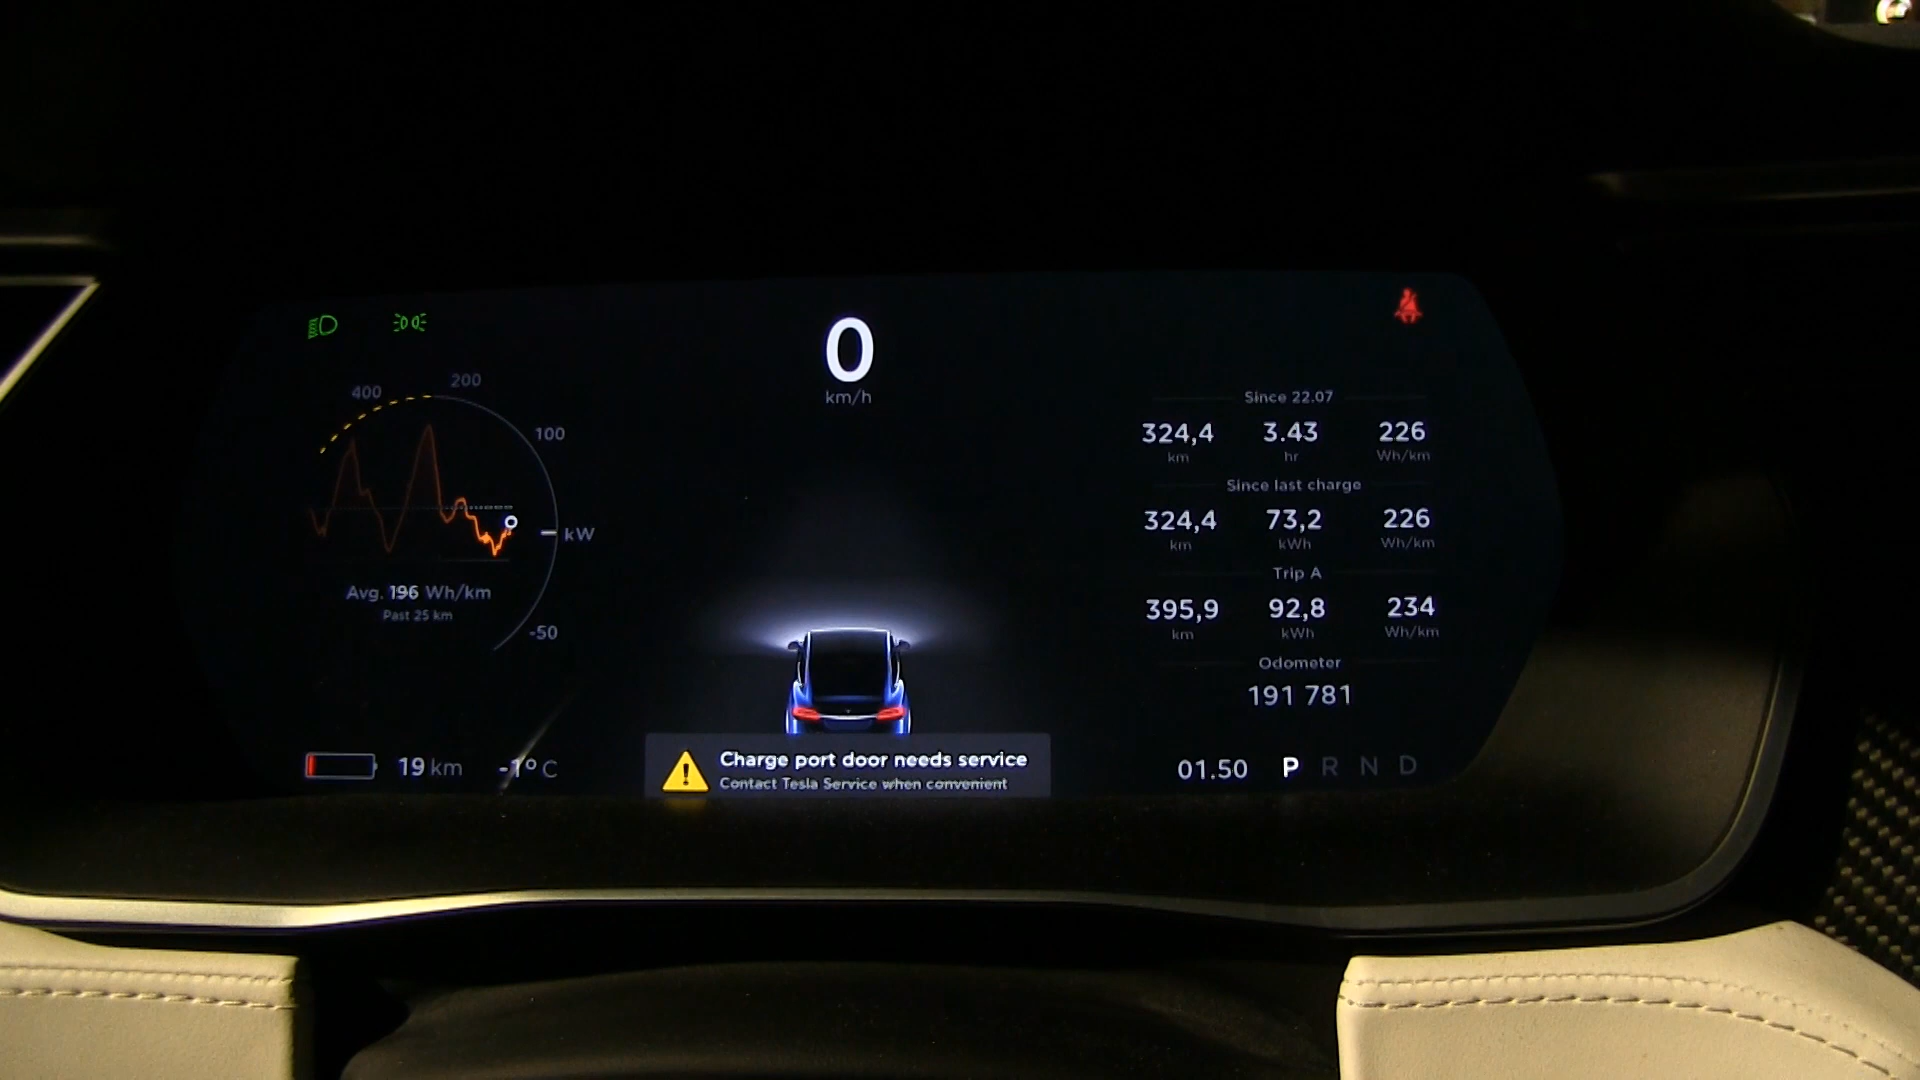 0
km/h
400
200
100
kW
-50
Avg. 196 Wh/km
Past 25 km
Since 22.07
324,4 3.43 226
km hr Wh/km
Since last charge
324,4 73,2 226
km kWh Wh/km
Trip A
395,9 92,8 234
km kWh Wh/km
Odometer
191 781
19 km -1° C
Charge port door needs service
Contact Tesla Service when convenient
01.50 P R N D